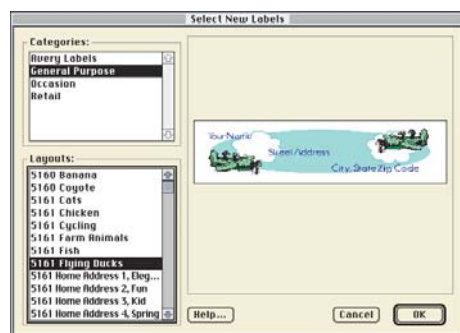 Select New Labels
Categories:
Avery Labels
General Purpose
Occasion
Retail
Layouts:
5160 Banana
5160 Coyote
5161 Cats
5161 Chicken
5161 Cycling
5161 Farm Animals
5161 Fish
5161 Flying Ducks
5161 Home Address 1, Eleg...
5161 Home Address 2, Fun
5161 Home Address 3, Kid
5161 Home Address 4, Spring
Your Name
Street Address
City, State Zip Code
Help...
Cancel
OK